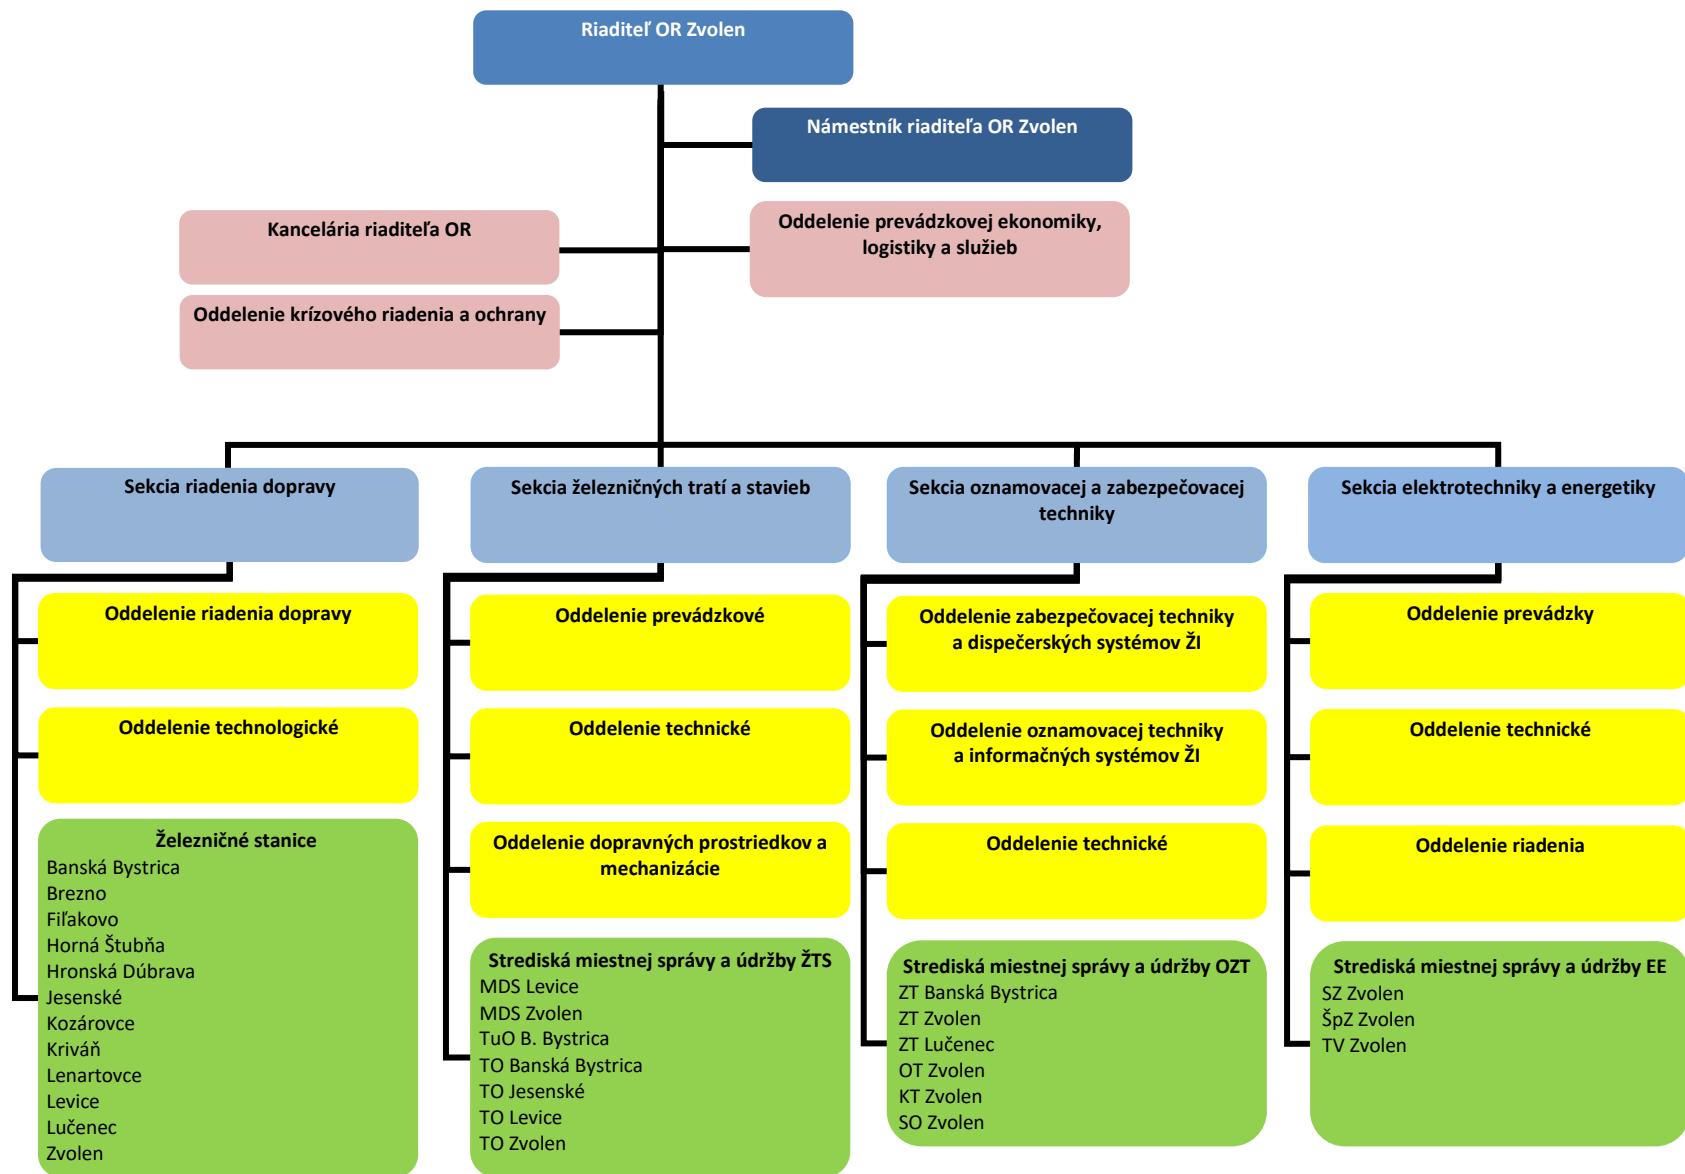 Riaditeľ OR Zvolen
Námestník riaditeľa OR Zvolen
Kancelária riaditeľa OR
Oddelenie prevádzkovej ekonomiky,
logistiky a služieb
Oddelenie krízového riadenia a ochrany
Sekcia riadenia dopravy
Oddelenie riadenia dopravy
Oddelenie technologické
Železničné stanice
Banská Bystrica
Brezno
Fiľakovo
Horná Štubňa
Hronská Dúbrava
Jesenské
Kozárovce
Kriváň
Lenartovce
Levice
Lučenec
Zvolen
Sekcia železničných tratí a stavieb
Oddelenie prevádzkové
Oddelenie technické
Oddelenie dopravných prostriedkov a
mechanizácie
Strediská miestnej správy a údržby ŽTS
MDS Levice
MDS Zvolen
TuO B. Bystrica
TO Banská Bystrica
TO Jesenské
TO Levice
TO Zvolen
Sekcia oznamovacej a zabezpečovacej
techniky
Oddelenie zabezpečovacej techniky
a dispečerských systémov ŽI
Oddelenie oznamovacej techniky
a informačných systémov ŽI
Oddelenie technické
Strediská miestnej správy a údržby OZT
ZT Banská Bystrica
ZT Zvolen
ZT Lučenec
OT Zvolen
KT Zvolen
SO Zvolen
Sekcia elektrotechniky a energetiky
Oddelenie prevádzky
Oddelenie technické
Oddelenie riadenia
Strediská miestnej správy a údržby EE
SZ Zvolen
ŠpZ Zvolen
TV Zvolen